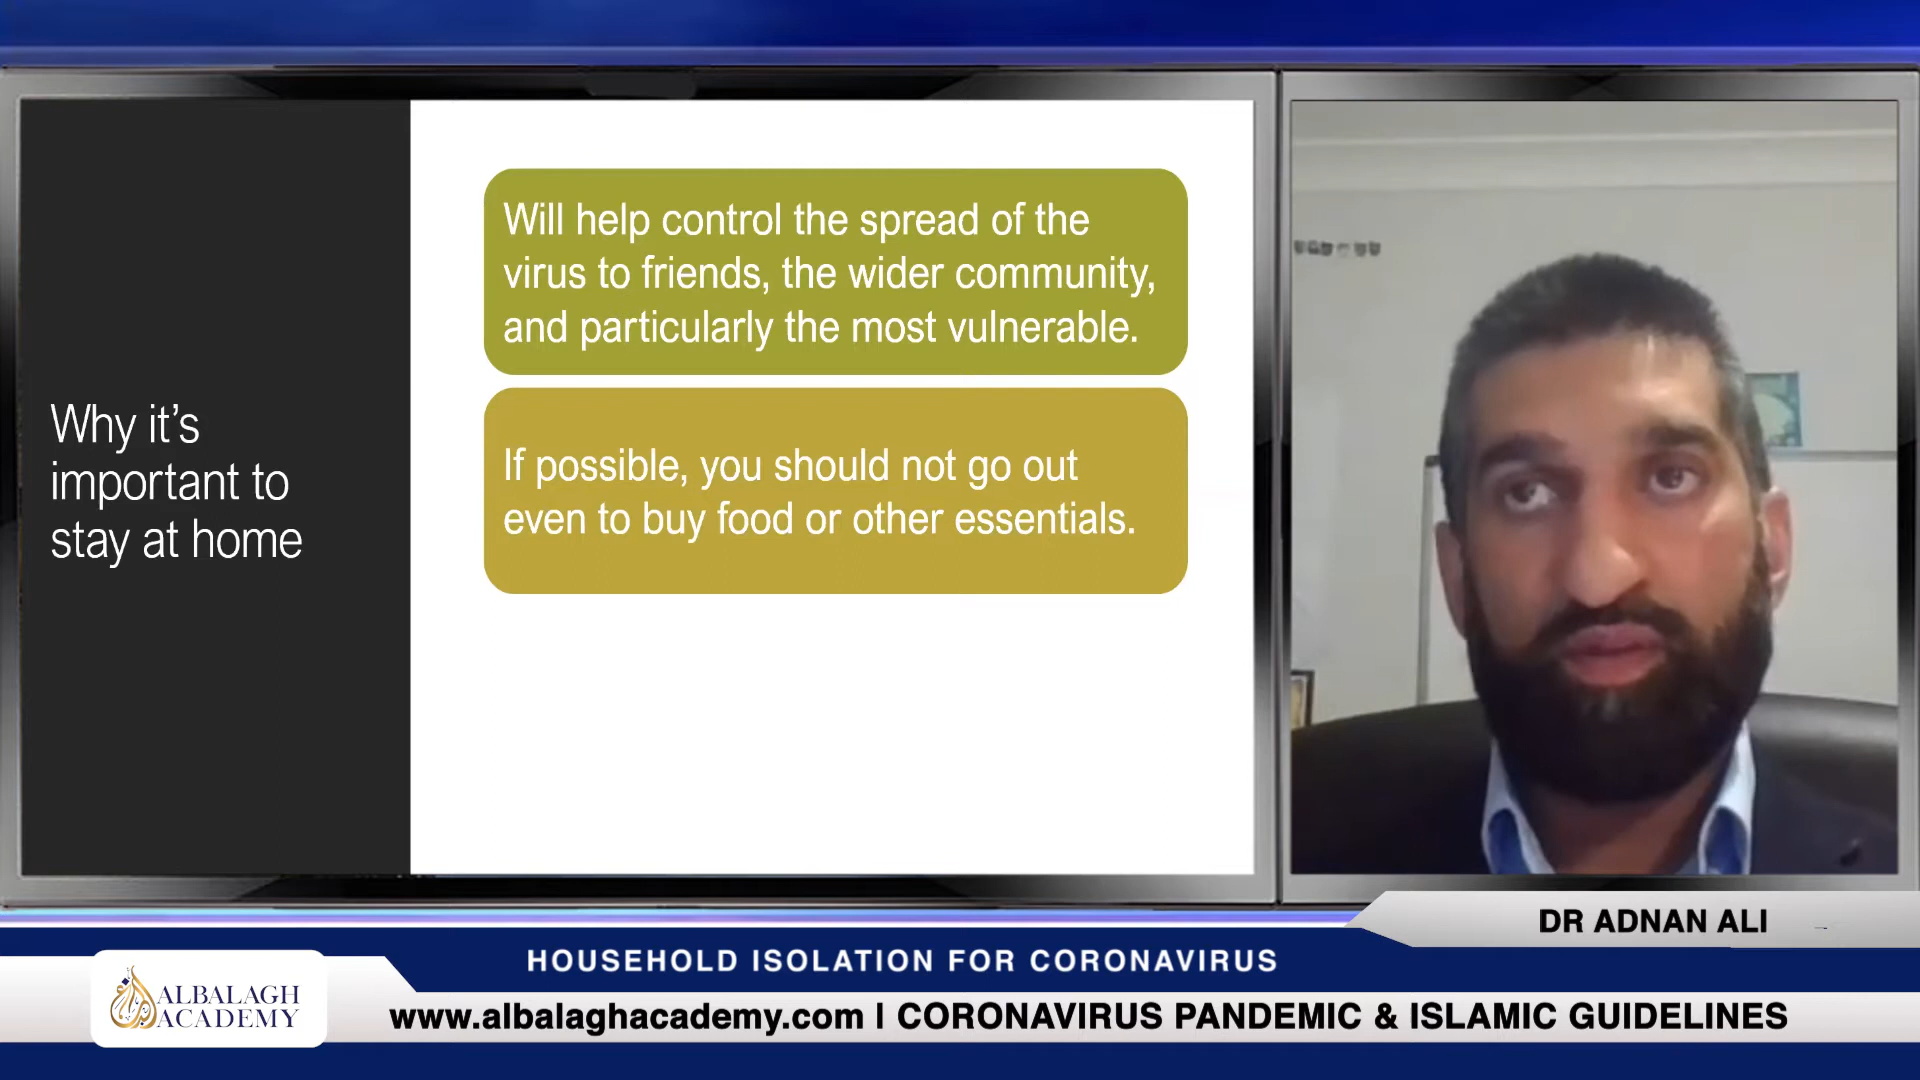 Why it's
important to
stay at home
Will help control the spread of the
virus to friends, the wider community,
and particularly the most vulnerable.
If possible, you should not go out
even to buy food or other essentials.
DR ADNAN ALI
HOUSEHOLD ISOLATION FOR CORONAVIRUS
ALBALAGH
ACADEMY
www.albalaghacademy.com I CORONAVIRUS PANDEMIC & ISLAMIC GUIDELINES